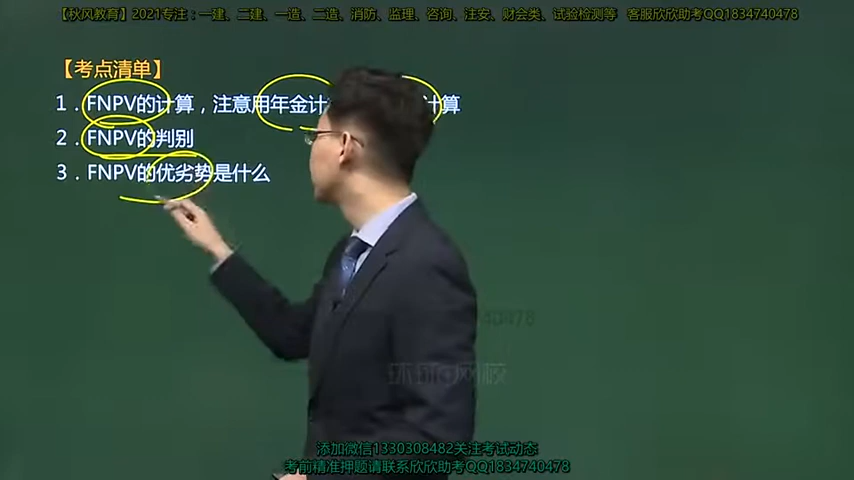 【秋风教育】2021专注：一建、二建、一造、二造、消防、监理、咨询、注安、财会类、试验检测等 客服欣欣助考QQ1834740478
【考点清单】
1．FNPV的计算，注意用年金计 计算
2．FNPV的判别
3．FNPV的优劣势是什么
40478
环球网校
添加微信1330308482关注考试动态
考前精准押题请联系欣欣助考QQ1834740478